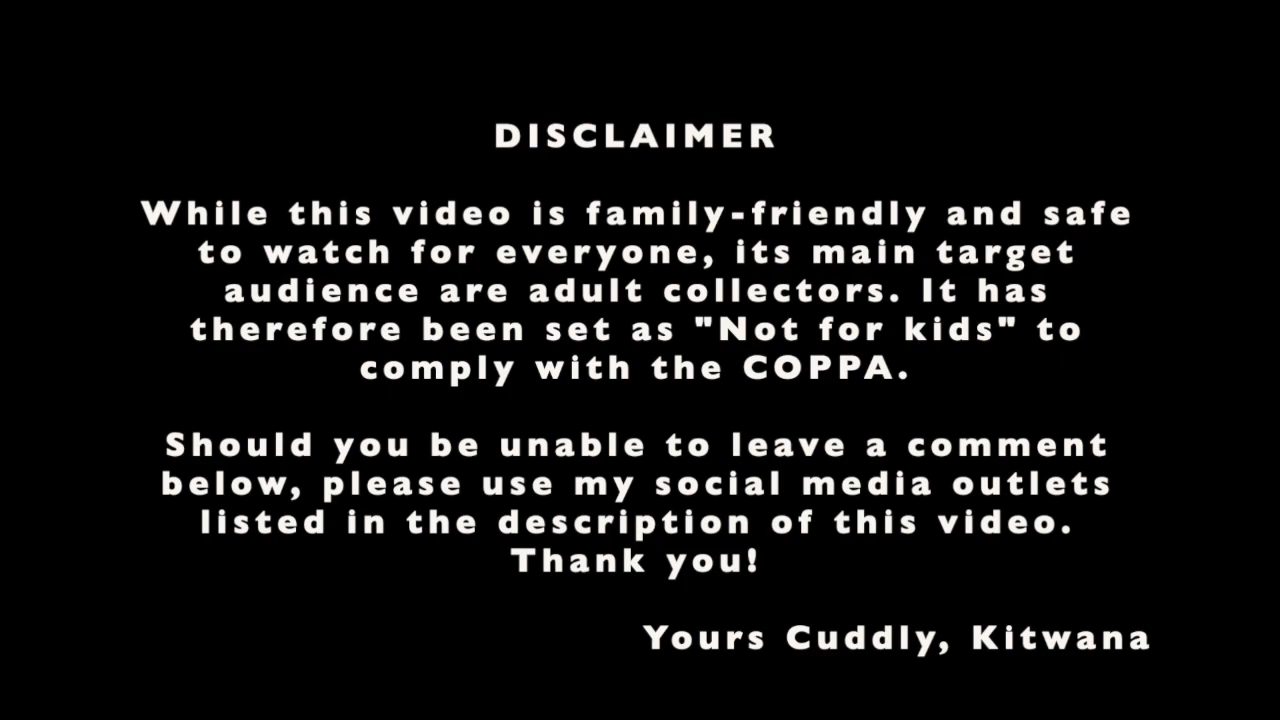 DISCLAIMER
While this video is family-friendly and safe
to watch for everyone, its main target
audience are adult collectors. It has
therefore been set as "Not for kids" to
comply with the COPPA.
Should you be unable to leave a comment
below, please use my social media outlets
listed in the description of this video.
Thank you!
Yours Cuddly, Kitwana